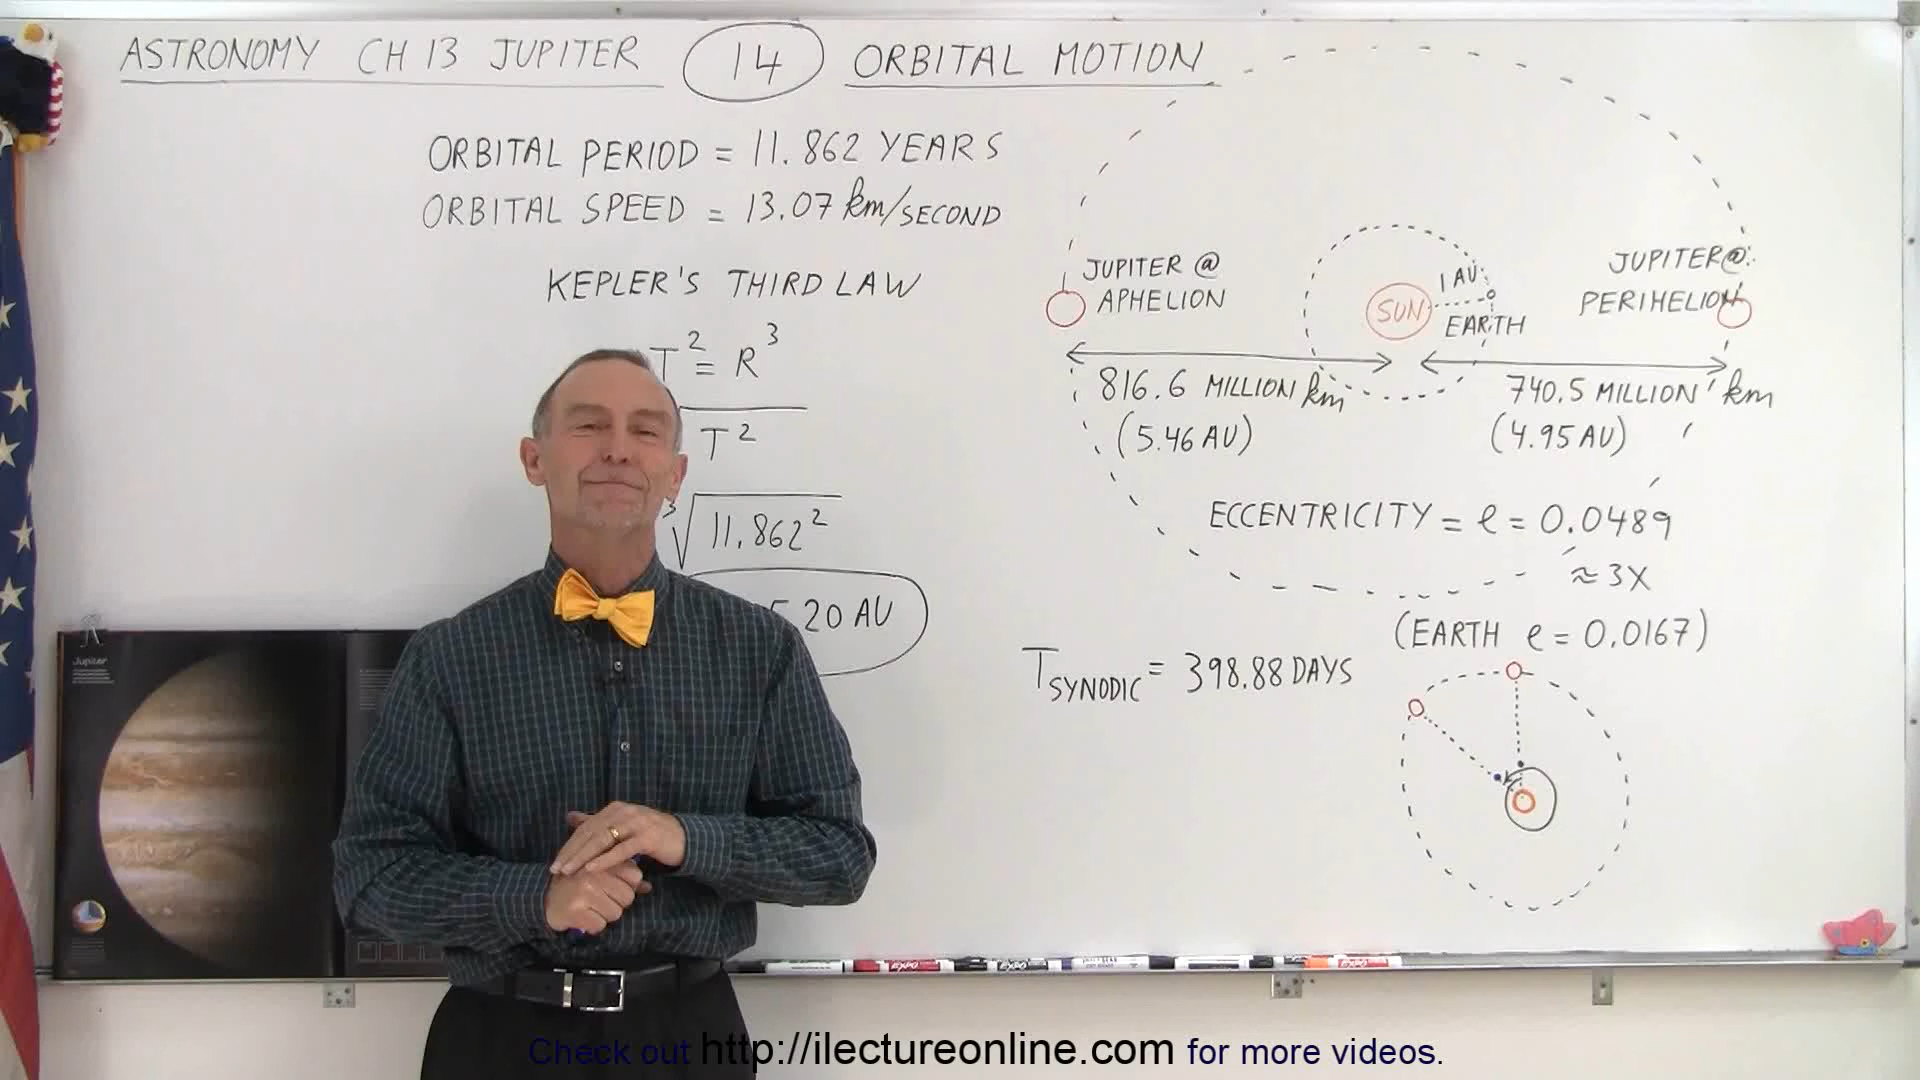 ASTRONOMY CH 13 JUPITER 14 ORBITAL MOTION
ORBITAL PERIOD = 11.862 YEARS
ORBITAL SPEED = 13.07 km/SECOND
KEPLER'S THIRD LAW
T² = R³
T²
³√11.862²
5.20 AU
JUPITER @
APHELION
SUN
1 AU
EARTH
JUPITER @
PERIHELION
816.6 MILLION km
(5.46 AU)
740.5 MILLION km
(4.95 AU)
ECCENTRICITY = e = 0.0489
≈ 3X
(EARTH e = 0.0167)
T SYNODIC = 398.88 DAYS
Jupiter
Check out http://ilectureonline.com for more videos.